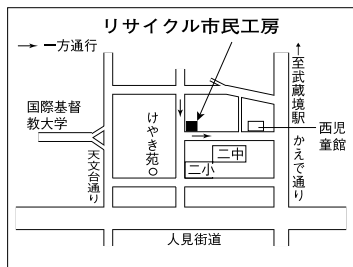 リサイクル市民工房
→ 一方通行
↑至武蔵境駅
かえで通り
国際基督
教大学
けやき苑
西児
童館
二中
二小
天文台通り
人見街道